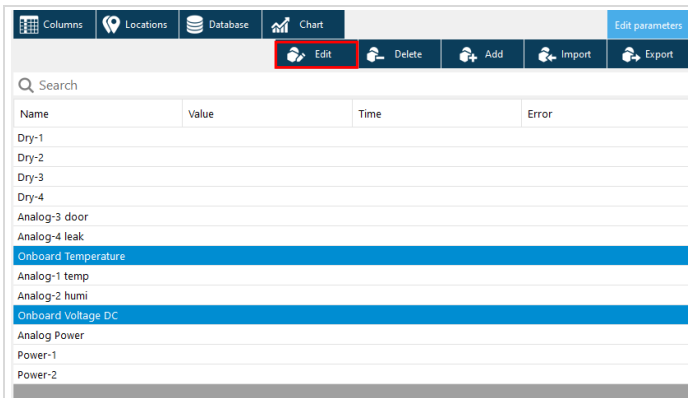 Columns Locations Database Chart Edit parameters
Edit Delete Add Import Export
Search
Name Value Time Error
Dry-1
Dry-2
Dry-3
Dry-4
Analog-3 door
Analog-4 leak
Onboard Temperature
Analog-1 temp
Analog-2 humi
Onboard Voltage DC
Analog Power
Power-1
Power-2